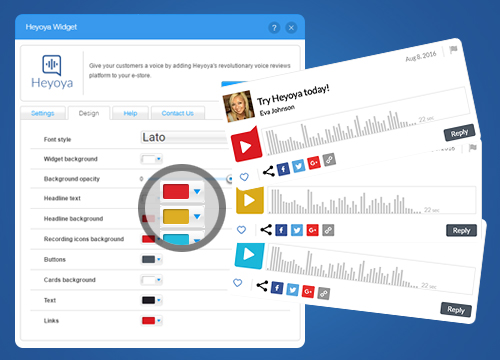 Heyoya Widget
?
Heyoya
Give your customers a voice by adding Heyoya's revolutionary voice reviews
platform to your e-store.
Settings
Design
Help
Contact Us
Font style
Lato
Widget background
Background opacity
Headline text
Headline background
Recording icons background
Buttons
Cards background
Text
Links
Aug 8, 2016
Try Heyoya today!
Eva Johnson
22 sec.
Reply
22 sec.
Reply
22 sec.
Reply